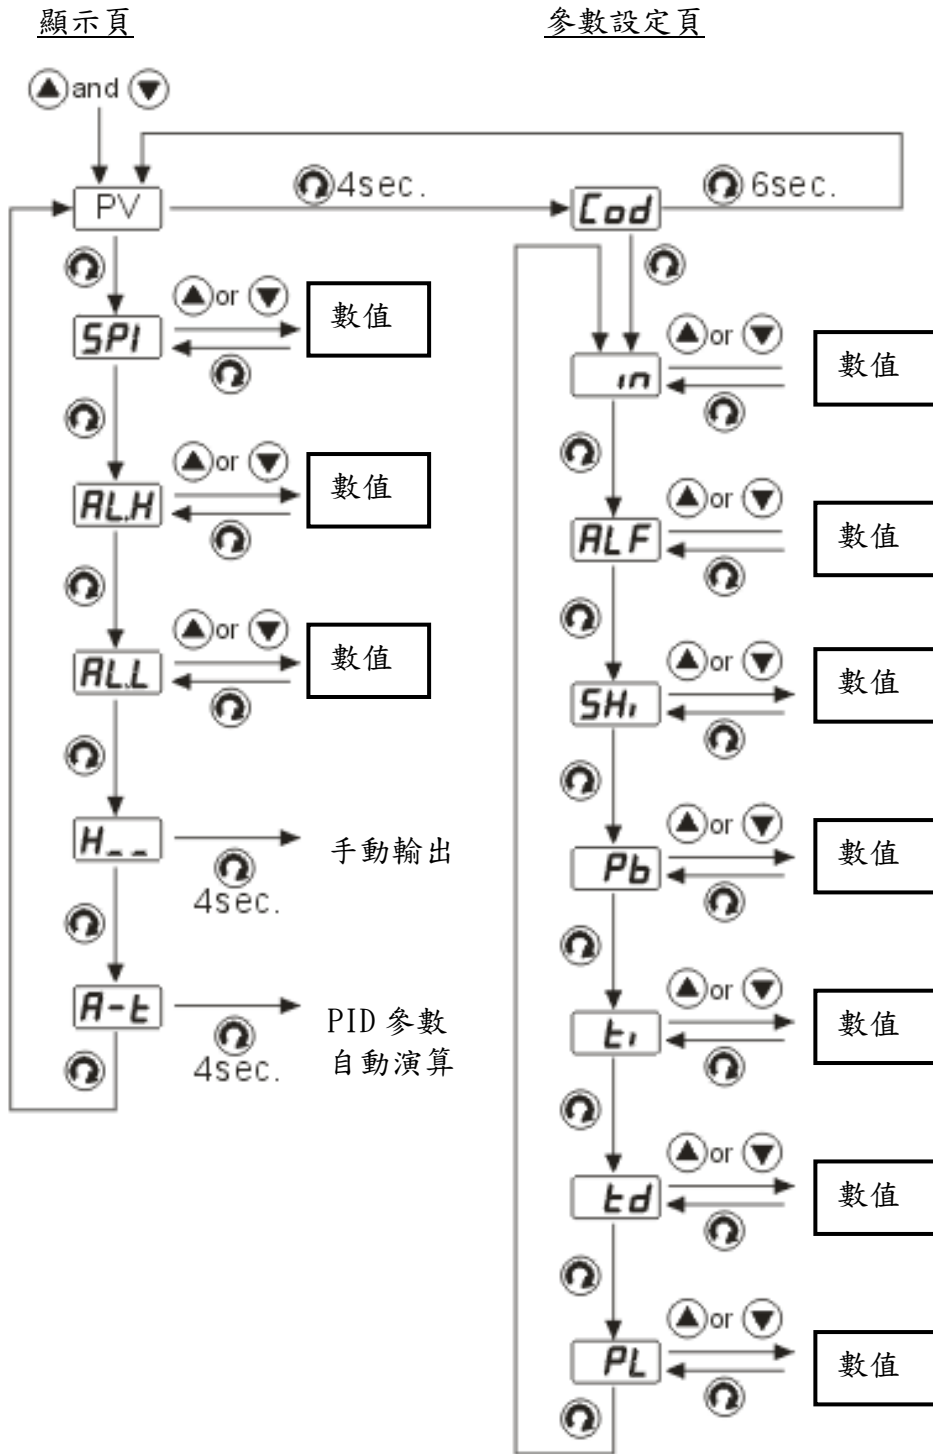 顯示頁
參數設定頁
and
PV
4sec.
Cod
6sec.
or
SP1
數值
or
in
數值
or
AL.H
數值
or
ALF
數值
or
AL.L
數值
or
SHi
數值
H_ _
4sec.
手動輸出
or
Pb
數值
A-t
4sec.
PID 參數
自動演算
or
ti
數值
or
td
數值
or
PL
數值